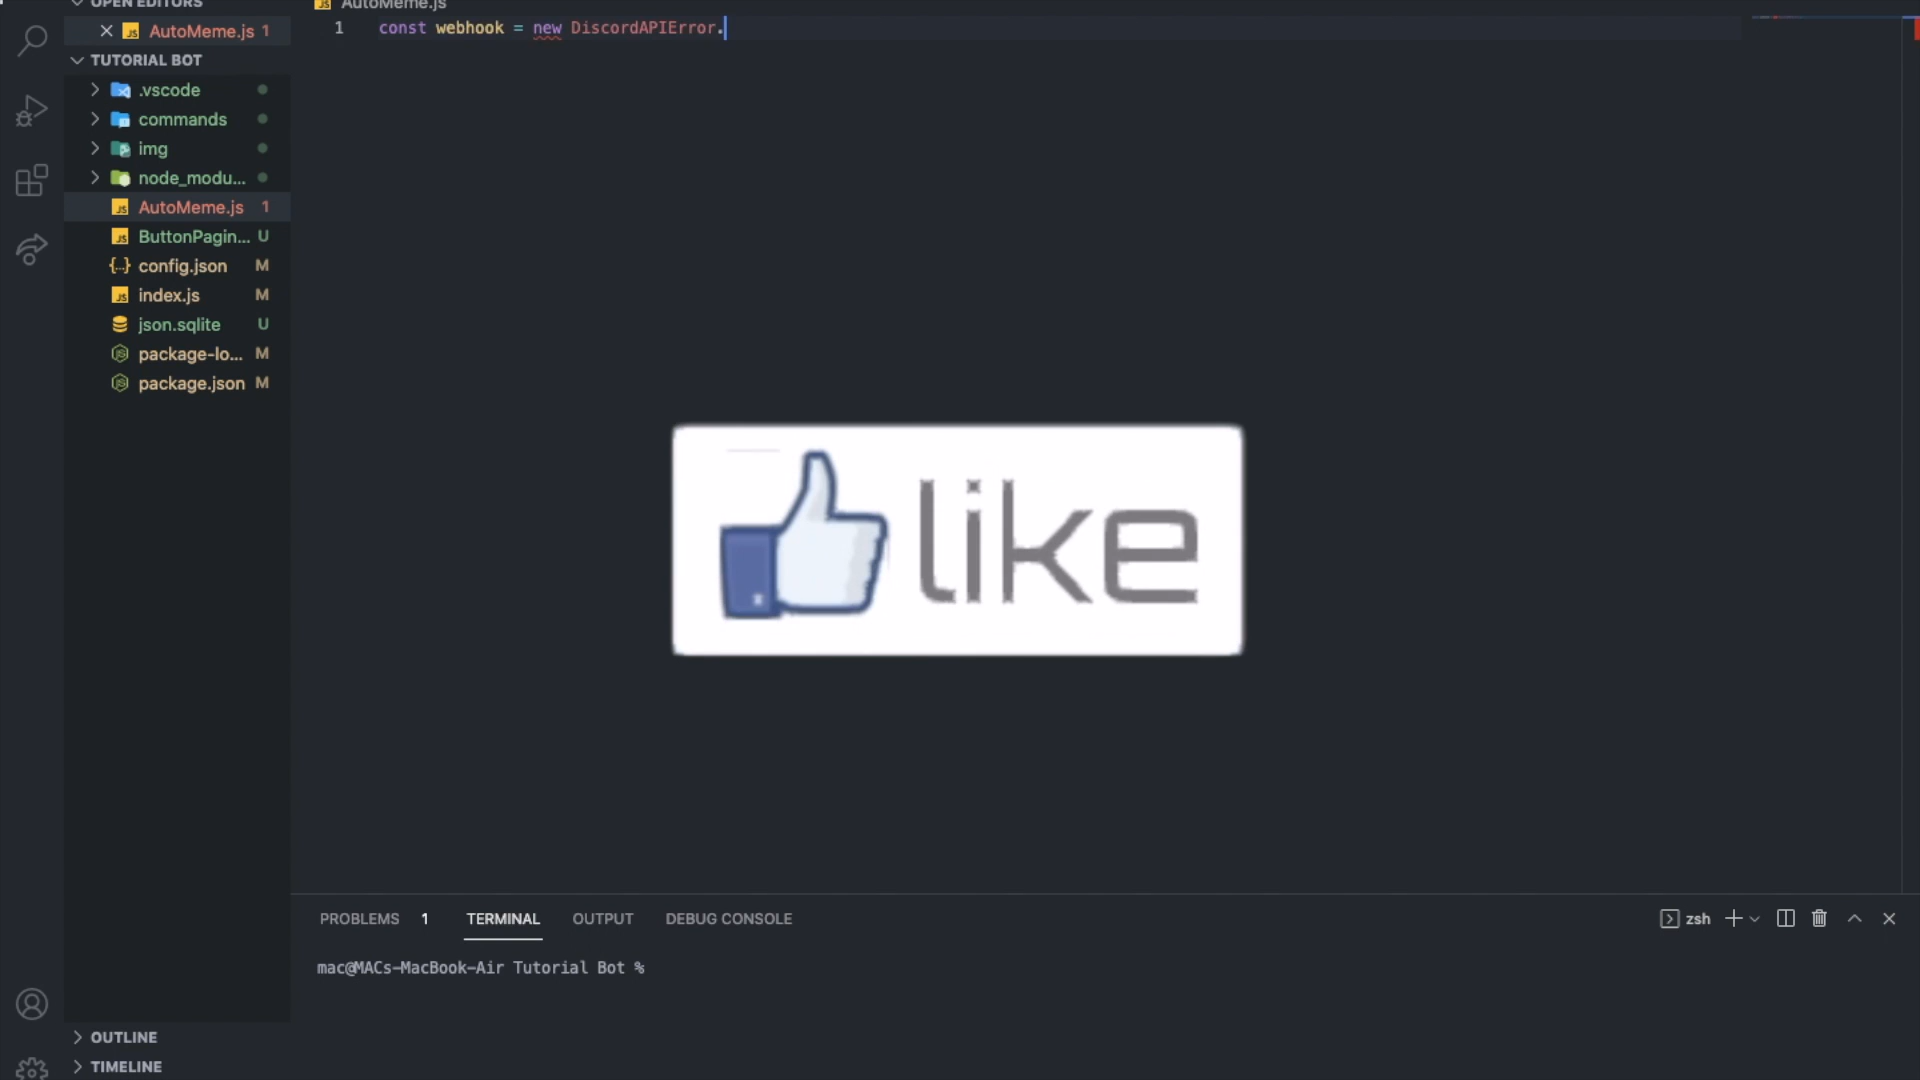 OPEN EDITORS
AutoMeme.js 1
TUTORIAL BOT
.vscode
commands
img
node_modu...
AutoMeme.js 1
ButtonPagin... U
config.json M
index.js M
json.sqlite U
package-lo... M
package.json M
OUTLINE
TIMELINE
AutoMeme.js
1 const webhook = new DiscordAPIError.
like
PROBLEMS 1 TERMINAL OUTPUT DEBUG CONSOLE
zsh
mac@MACs-MacBook-Air Tutorial Bot %